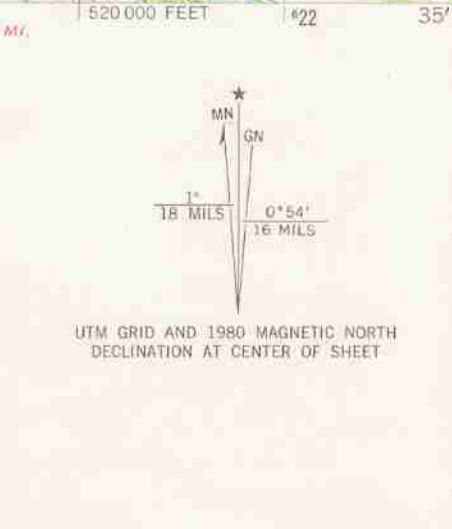 520 000 FEET
⁶22
35′
MI.
★
MN
GN
1°
18 MILS
0°54′
16 MILS
UTM GRID AND 1980 MAGNETIC NORTH
DECLINATION AT CENTER OF SHEET